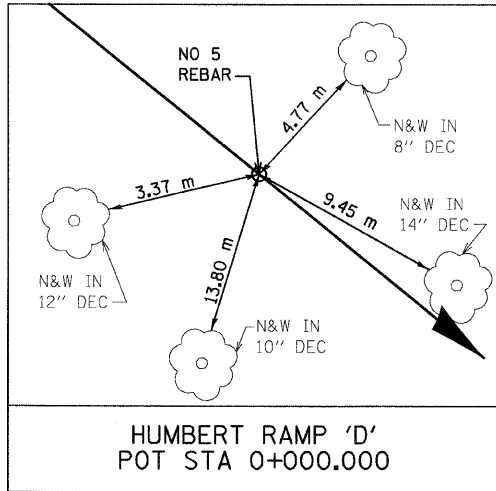 NO 5
REBAR
4.77 m
N&W IN
8" DEC
3.37 m
9.45 m
N&W IN
14" DEC
N&W IN
12" DEC
13.80 m
N&W IN
10" DEC
HUMBERT RAMP 'D'
POT STA 0+000.000